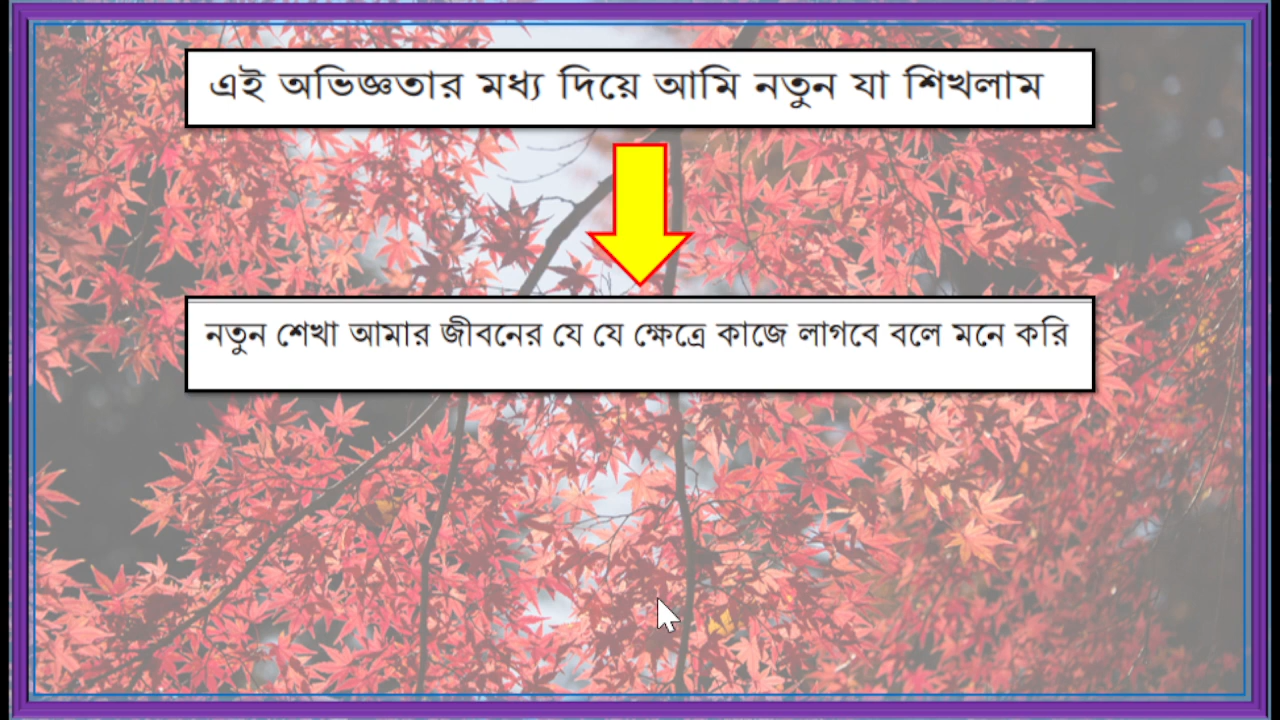 এই অভিজ্ঞতার মধ্য দিয়ে আমি নতুন যা শিখলাম
নতুন শেখা আমার জীবনের যে যে ক্ষেত্রে কাজে লাগবে বলে মনে করি